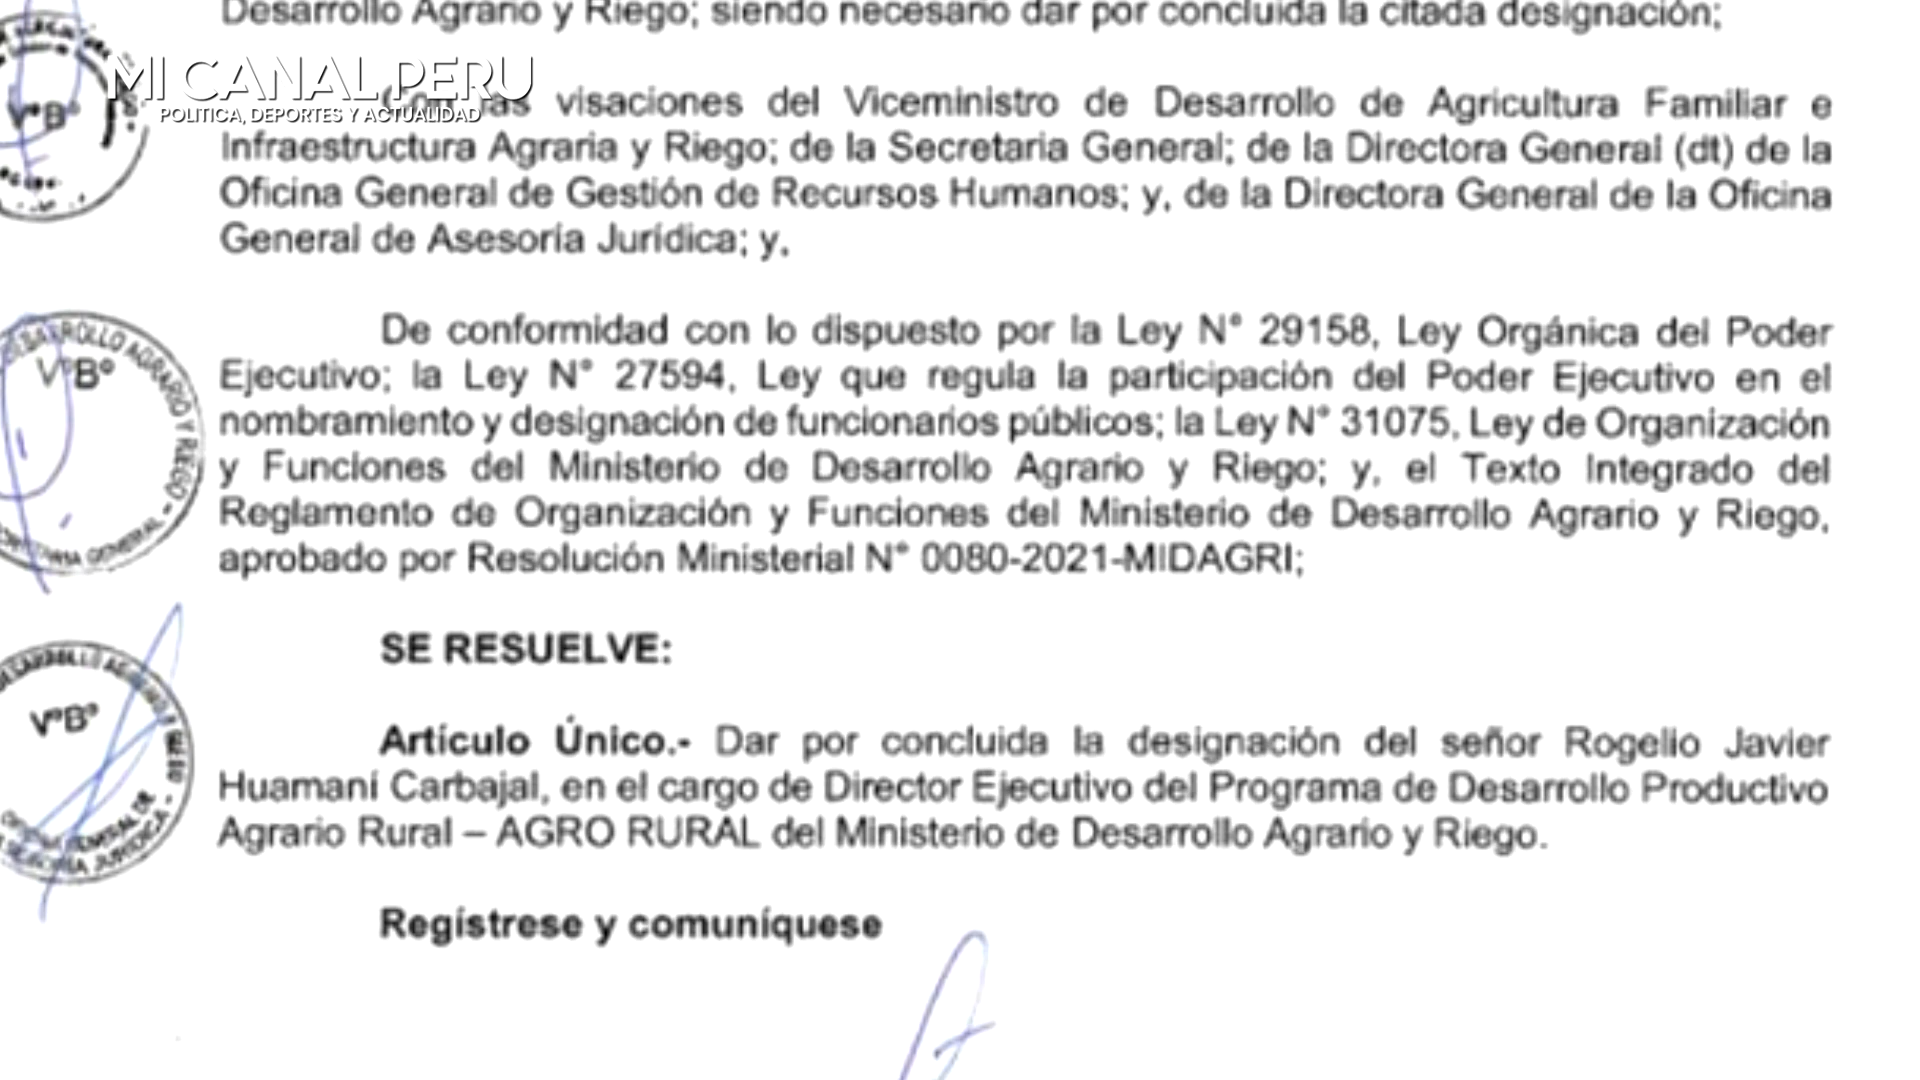 Desarrollo Agrario y Riego; siendo necesario dar por concluida la citada designación;
MI CANAL PERU
POLITICA, DEPORTES Y ACTUALIDAD
visaciones del Viceministro de Desarrollo de Agricultura Familiar e
Infraestructura Agraria y Riego; de la Secretaria General; de la Directora General (dt) de la
Oficina General de Gestión de Recursos Humanos; y, de la Directora General de la Oficina
General de Asesoría Jurídica; y,
De conformidad con lo dispuesto por la Ley N° 29158, Ley Orgánica del Poder
Ejecutivo; la Ley N° 27594, Ley que regula la participación del Poder Ejecutivo en el
nombramiento y designación de funcionarios públicos; la Ley N° 31075, Ley de Organización
y Funciones del Ministerio de Desarrollo Agrario y Riego; y, el Texto Integrado del
Reglamento de Organización y Funciones del Ministerio de Desarrollo Agrario y Riego,
aprobado por Resolución Ministerial N° 0080-2021-MIDAGRI;
SE RESUELVE:
Artículo Único.- Dar por concluida la designación del señor Rogelio Javier
Huamaní Carbajal, en el cargo de Director Ejecutivo del Programa de Desarrollo Productivo
Agrario Rural – AGRO RURAL del Ministerio de Desarrollo Agrario y Riego.
Regístrese y comuníquese
V°B°
DESARROLLO AGRARIO Y RIEGO
V°B°
GENERAL
V°B°
GENERAL DE
JURIDICA